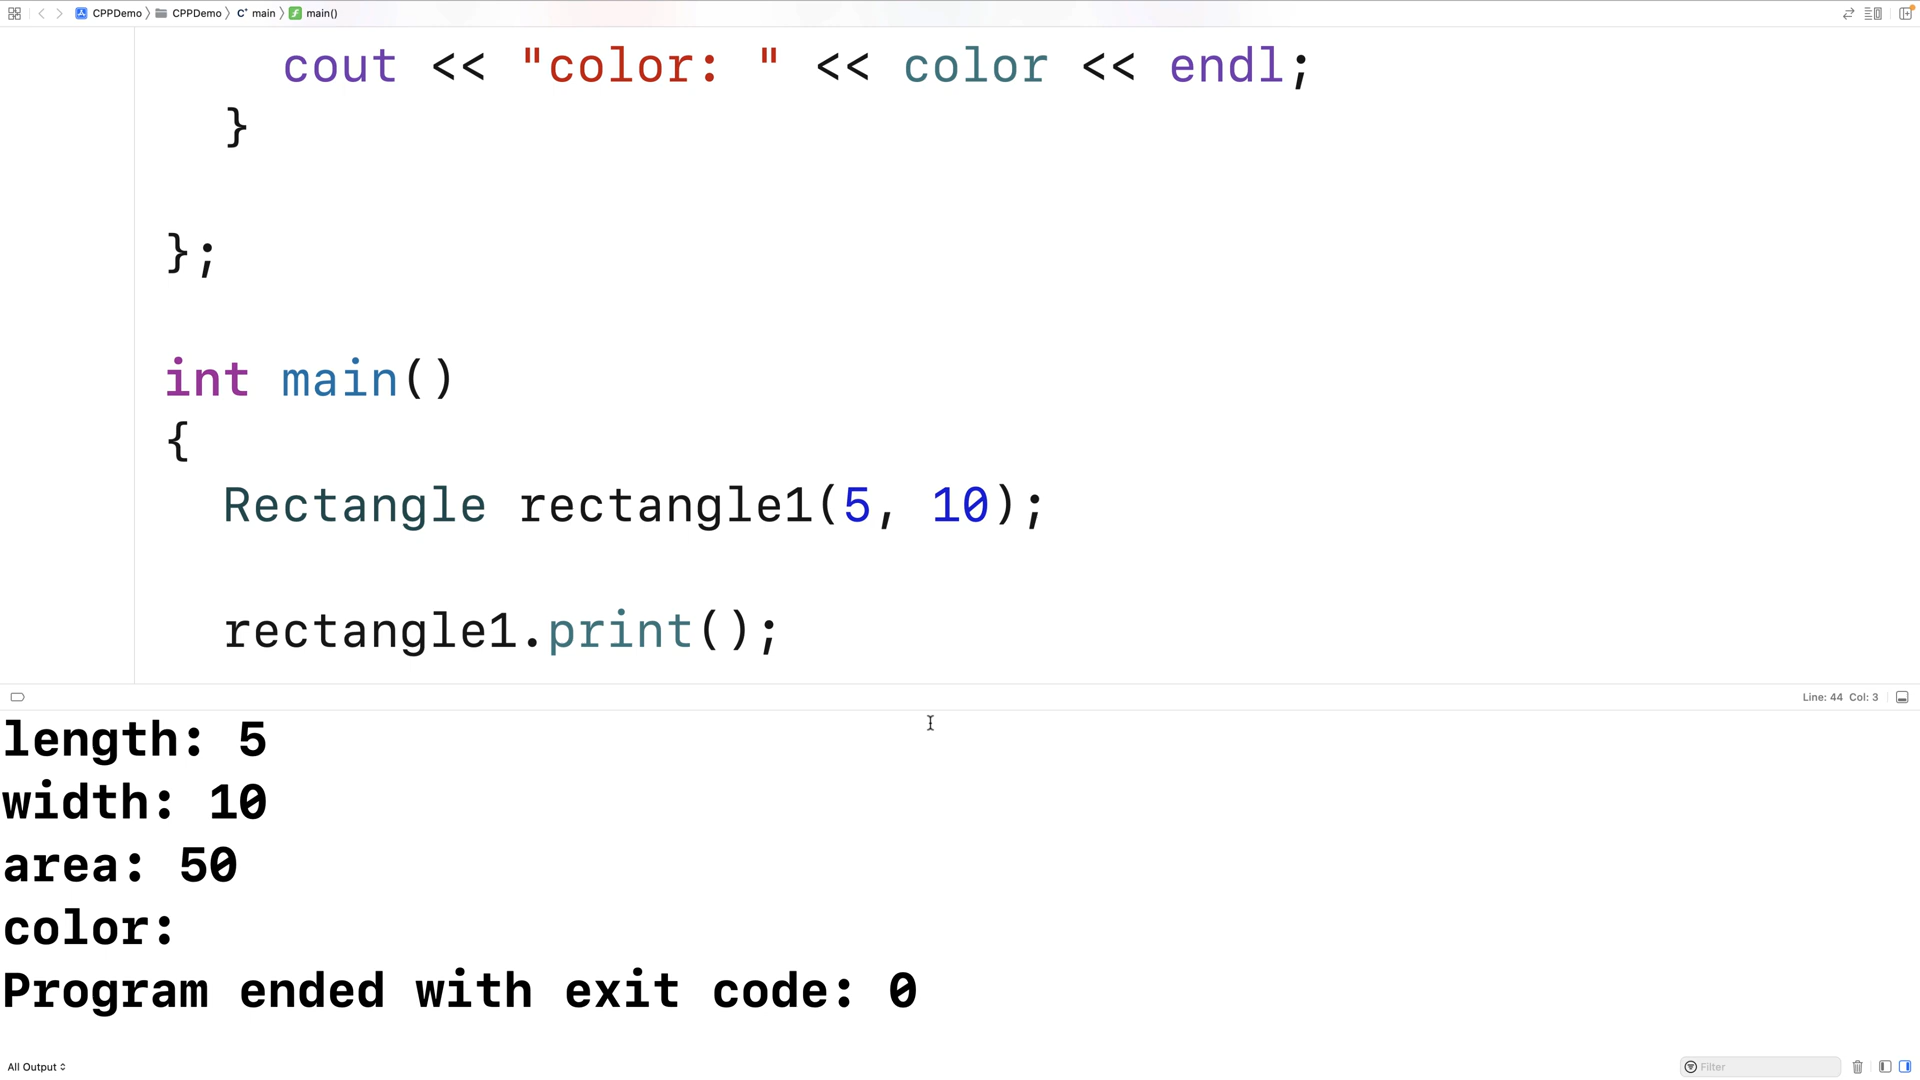 CPPDemo CPPDemo C+ main f main()
cout << "color: " << color << endl;
}
};
int main()
{
Rectangle rectangle1(5, 10);
rectangle1.print();
Line: 44 Col: 3
length: 5
width: 10
area: 50
color:
Program ended with exit code: 0
All Output Filter